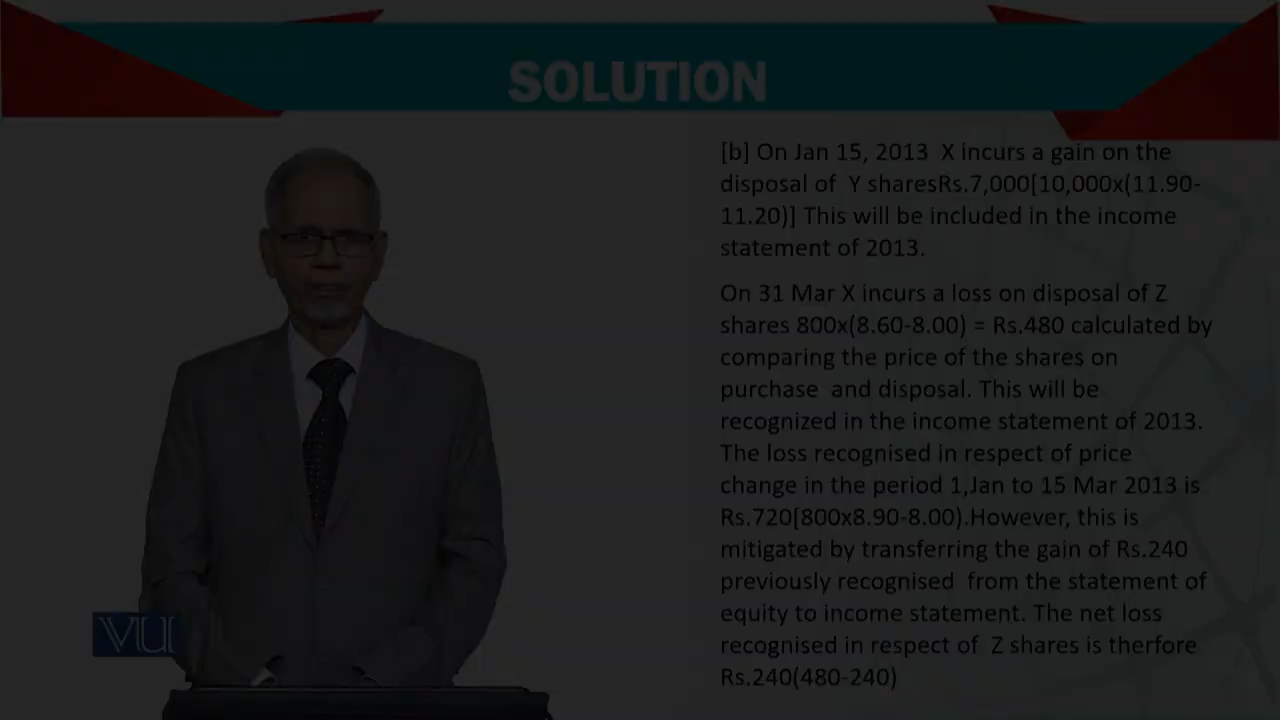 SOLUTION
[b] On Jan 15, 2013 X incurs a gain on the
disposal of Y sharesRs.7,000[10,000x(11.90-
11.20)] This will be included in the income
statement of 2013.
On 31 Mar X incurs a loss on disposal of Z
shares 800x(8.60-8.00) = Rs.480 calculated by
comparing the price of the shares on
purchase and disposal. This will be
recognized in the income statement of 2013.
The loss recognised in respect of price
change in the period 1,Jan to 15 Mar 2013 is
Rs.720[800x8.90-8.00).However, this is
mitigated by transferring the gain of Rs.240
previously recognised from the statement of
equity to income statement. The net loss
recognised in respect of Z shares is therfore
Rs.240(480-240)
VU